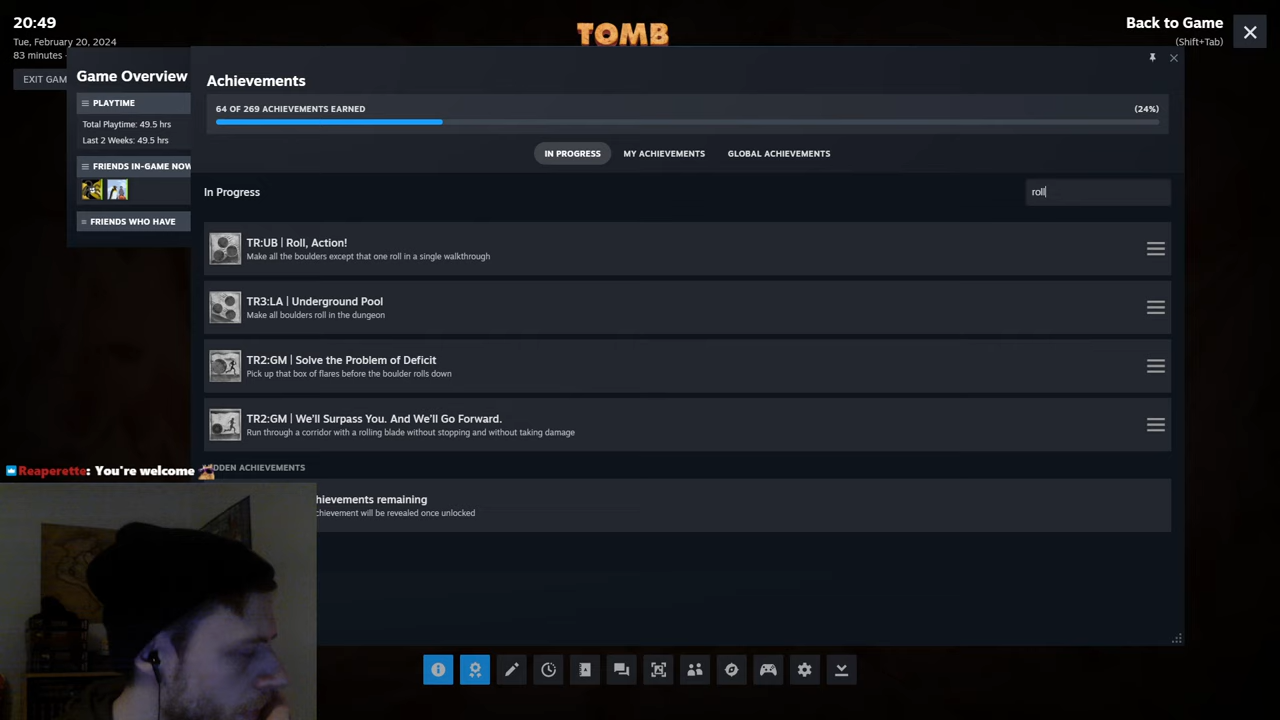 20:49
Tue, February 20, 2024
83 minutes -
EXIT GAM
TOMB
Back to Game
(Shift+Tab)
Game Overview
PLAYTIME
Total Playtime: 49.5 hrs
Last 2 Weeks: 49.5 hrs
FRIENDS IN-GAME NOW
FRIENDS WHO HAVE
Achievements
64 OF 269 ACHIEVEMENTS EARNED
(24%)
IN PROGRESS
MY ACHIEVEMENTS
GLOBAL ACHIEVEMENTS
In Progress
roll
TR:UB | Roll, Action!
Make all the boulders except that one roll in a single walkthrough
TR3:LA | Underground Pool
Make all boulders roll in the dungeon
TR2:GM | Solve the Problem of Deficit
Pick up that box of flares before the boulder rolls down
TR2:GM | We'll Surpass You. And We'll Go Forward.
Run through a corridor with a rolling blade without stopping and without taking damage
Reaperette: You're welcome
DDEN ACHIEVEMENTS
hievements remaining
chievement will be revealed once unlocked